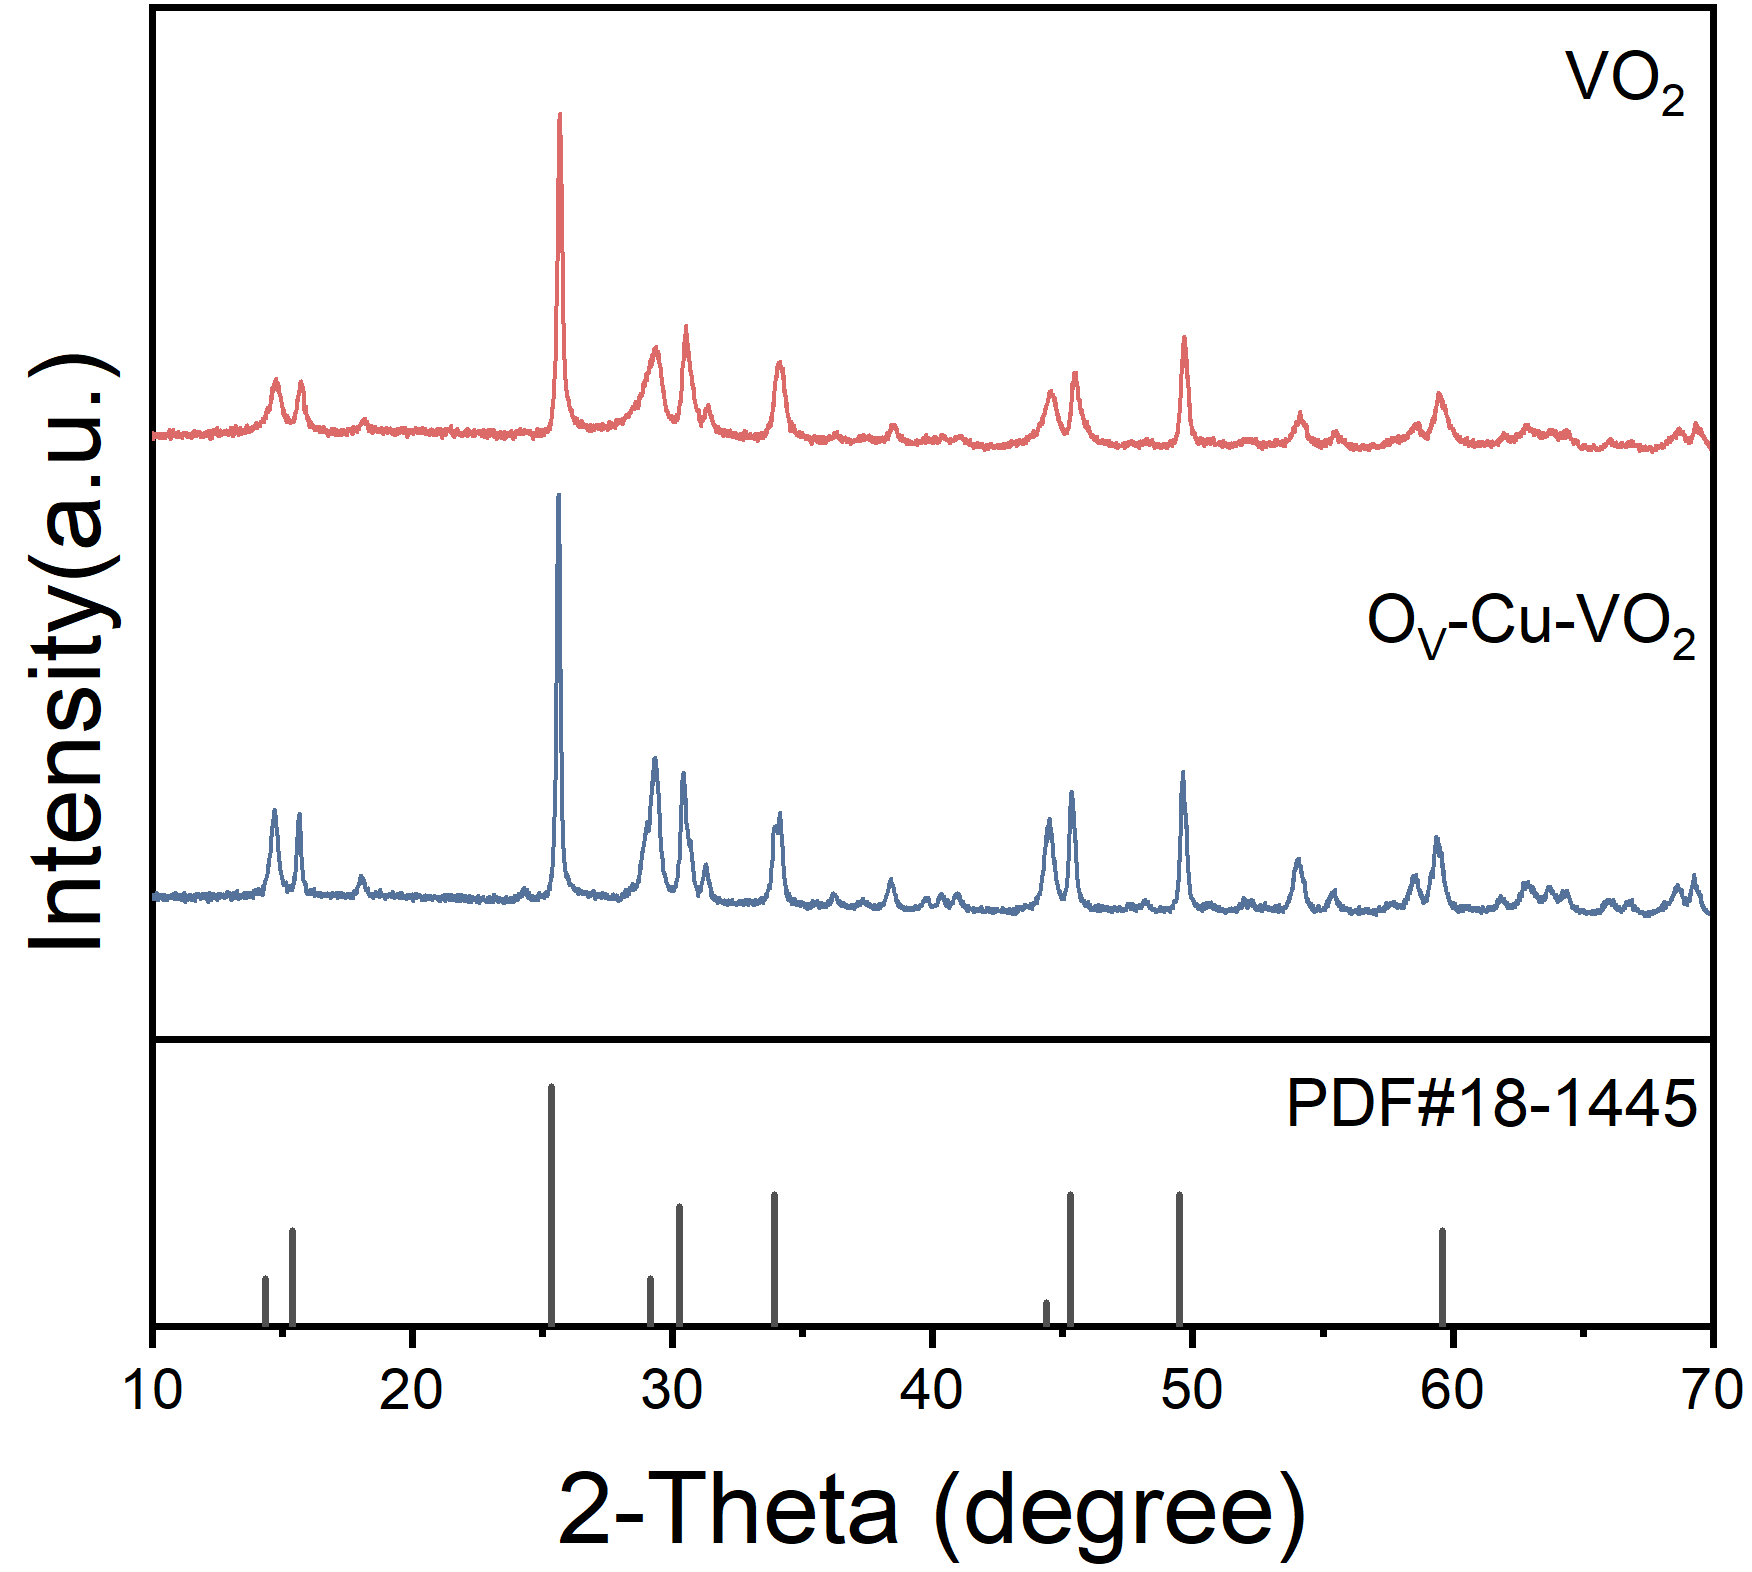 VO₂
Oᵥ-Cu-VO₂
PDF#18-1445
Intensity(a.u.)
10 20 30 40 50 60 70
2-Theta (degree)